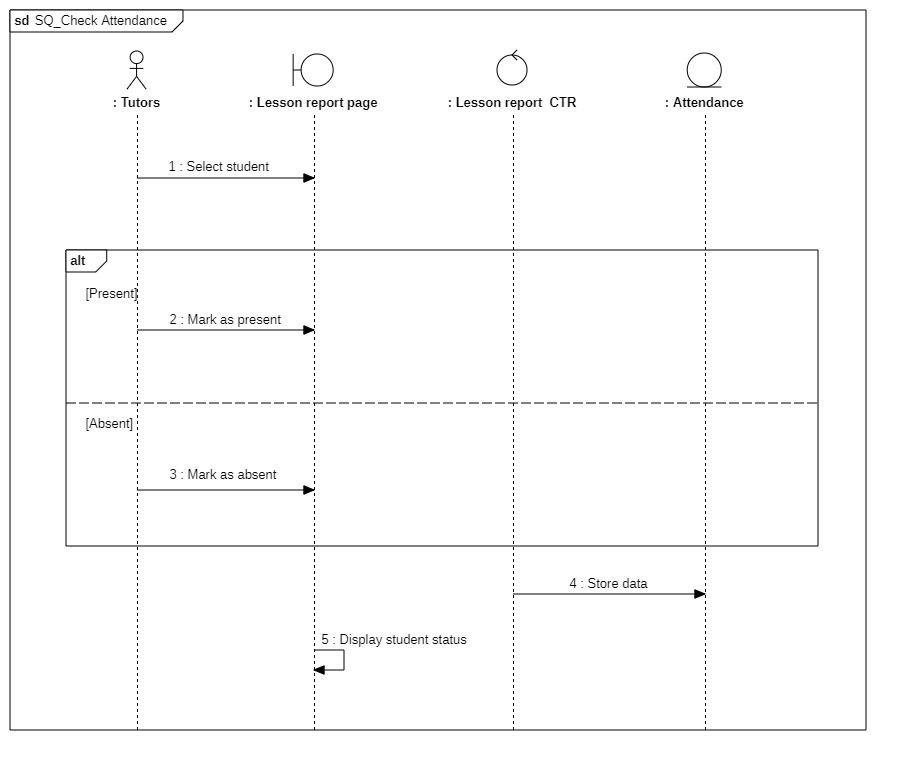 sd SQ_Check Attendance
: Tutors
: Lesson report page
: Lesson report CTR
: Attendance
1 : Select student
alt
[Present]
2 : Mark as present
[Absent]
3 : Mark as absent
4 : Store data
5 : Display student status